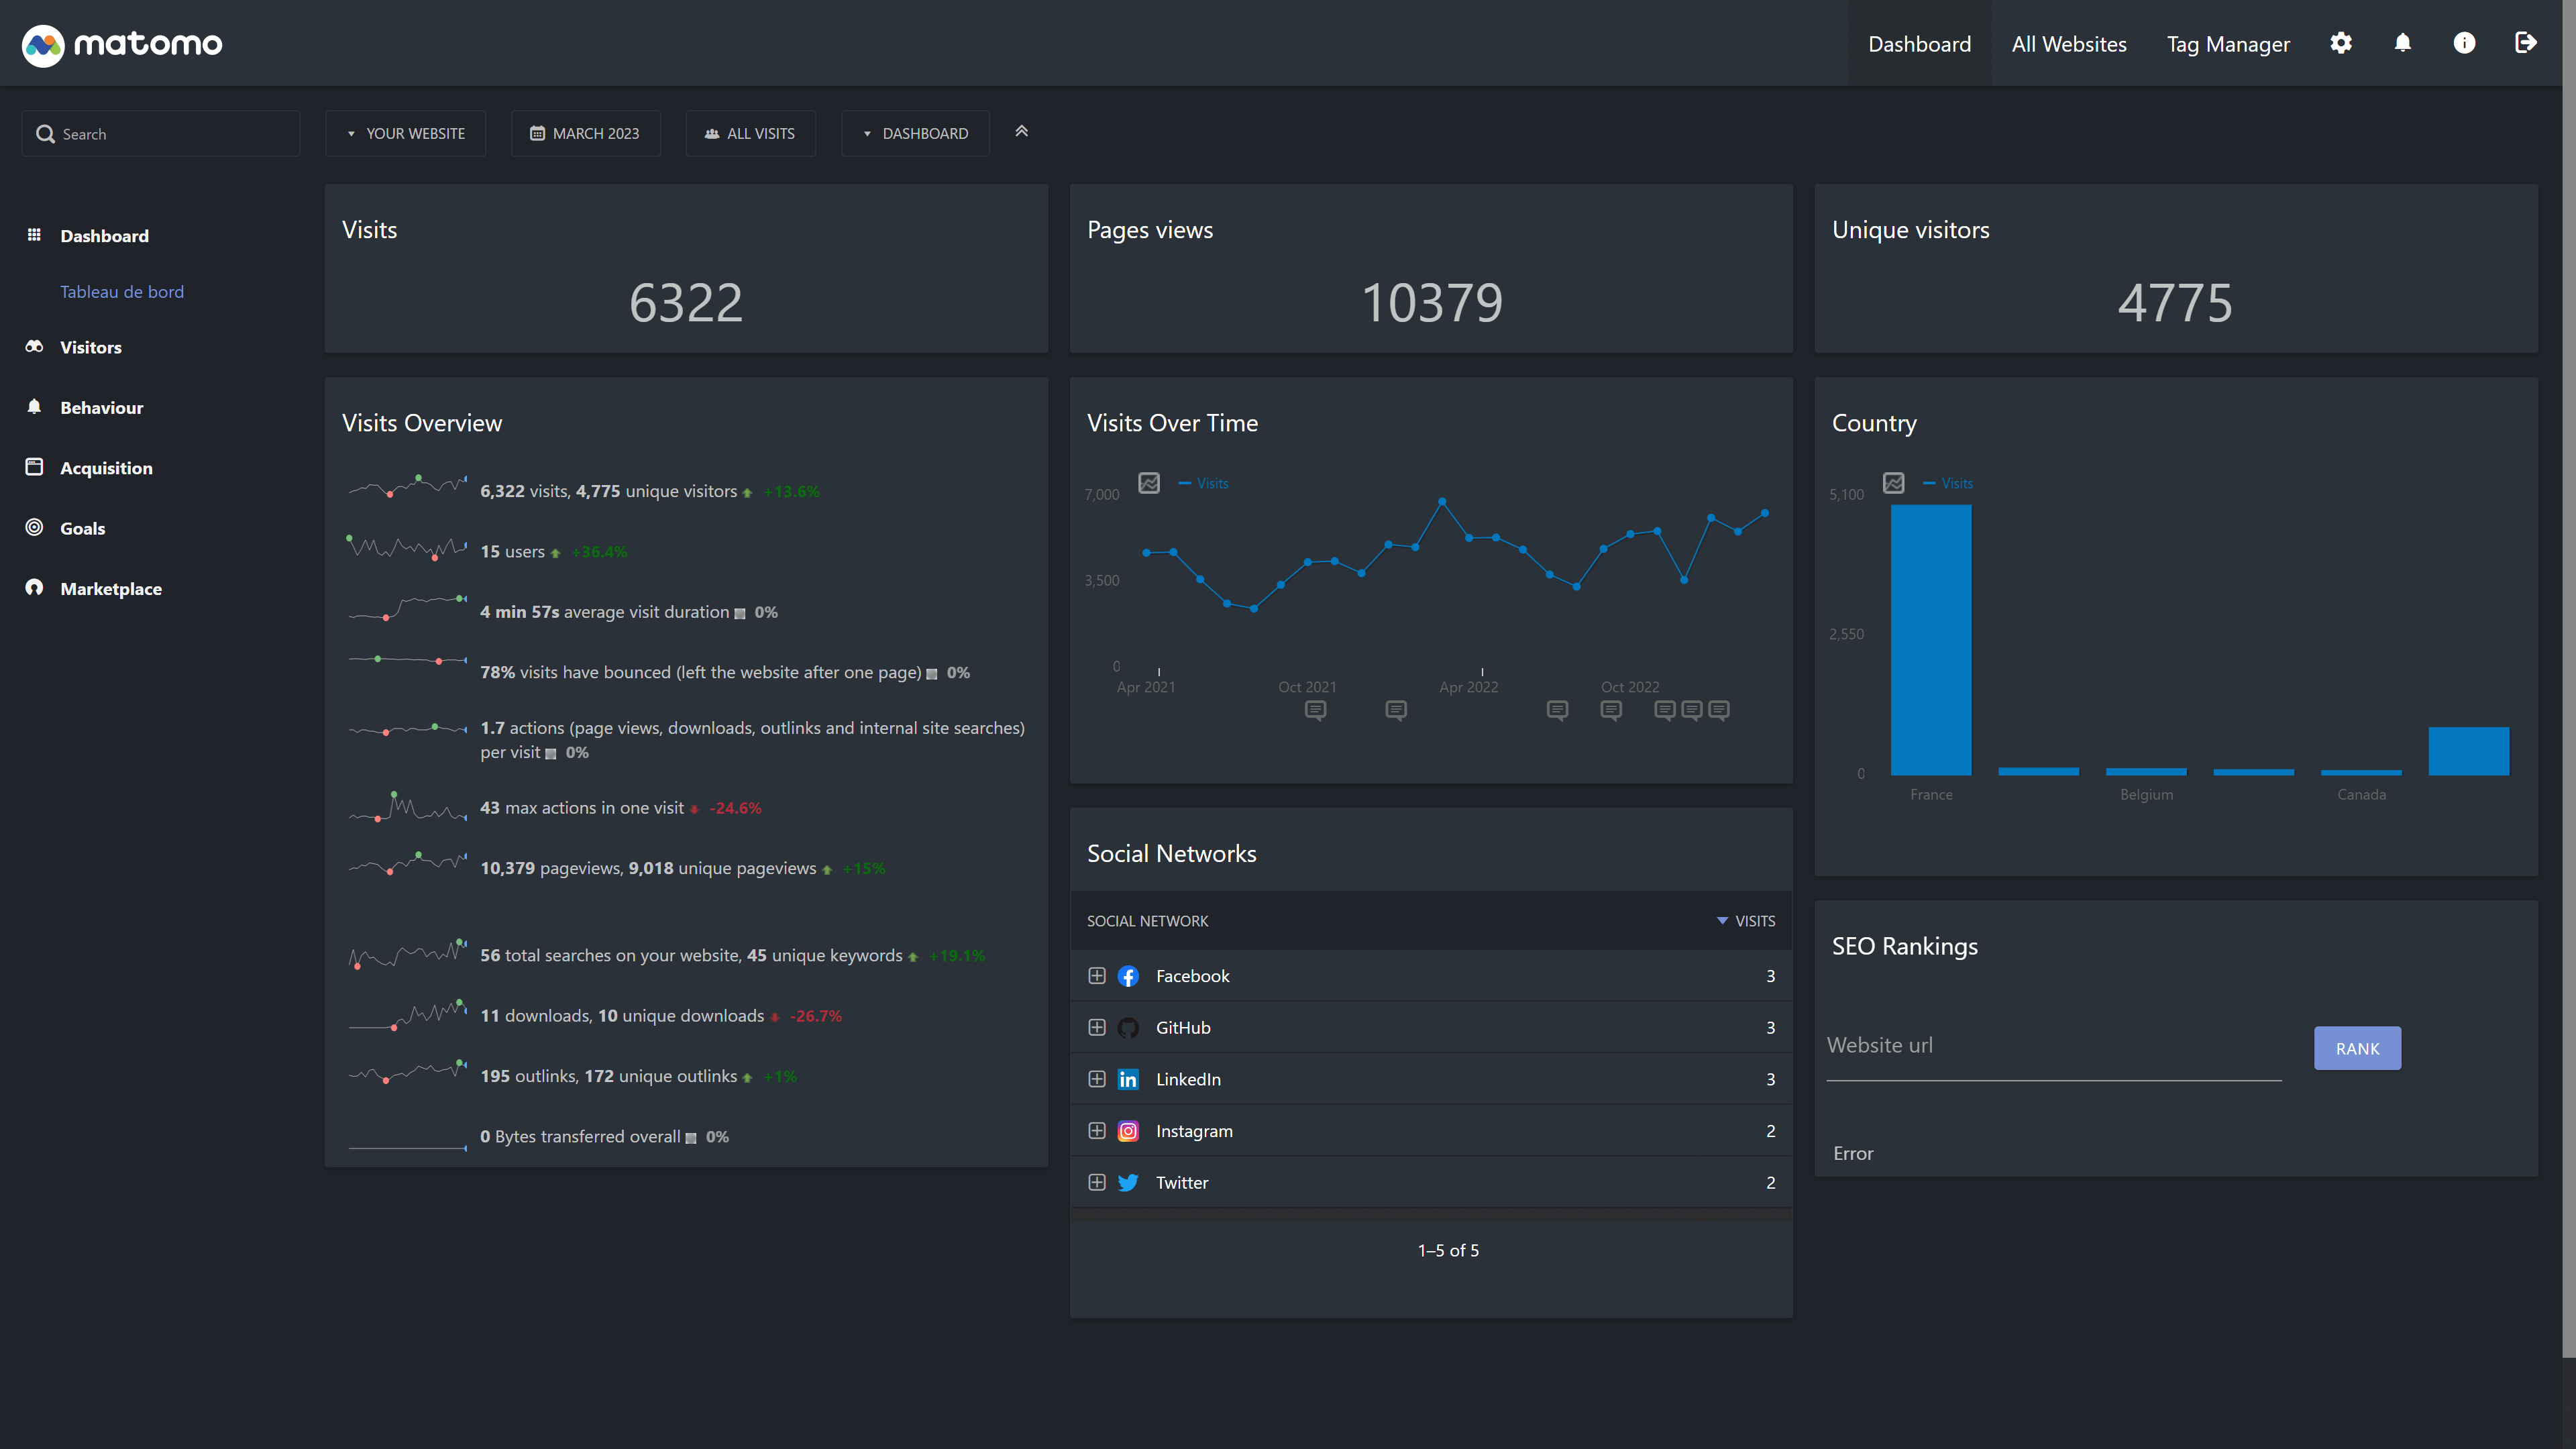 matomo
Dashboard
All Websites
Tag Manager
Search
YOUR WEBSITE
MARCH 2023
ALL VISITS
DASHBOARD
Dashboard
Tableau de bord
Visitors
Behaviour
Acquisition
Goals
Marketplace
Visits
6322
Pages views
10379
Unique visitors
4775
Visits Overview
6,322 visits, 4,775 unique visitors +13.6%
15 users +36.4%
4 min 57s average visit duration 0%
78% visits have bounced (left the website after one page) 0%
1.7 actions (page views, downloads, outlinks and internal site searches)
per visit 0%
43 max actions in one visit -24.6%
10,379 pageviews, 9,018 unique pageviews +15%
56 total searches on your website, 45 unique keywords +19.1%
11 downloads, 10 unique downloads -26.7%
195 outlinks, 172 unique outlinks +1%
0 Bytes transferred overall 0%
Visits Over Time
Visits
7,000
3,500
0
Apr 2021 Oct 2021 Apr 2022 Oct 2022
Social Networks
SOCIAL NETWORK VISITS
Facebook 3
GitHub 3
LinkedIn 3
Instagram 2
Twitter 2
1–5 of 5
Country
Visits
5,100
2,550
0
France Belgium Canada
SEO Rankings
Website url
RANK
Error